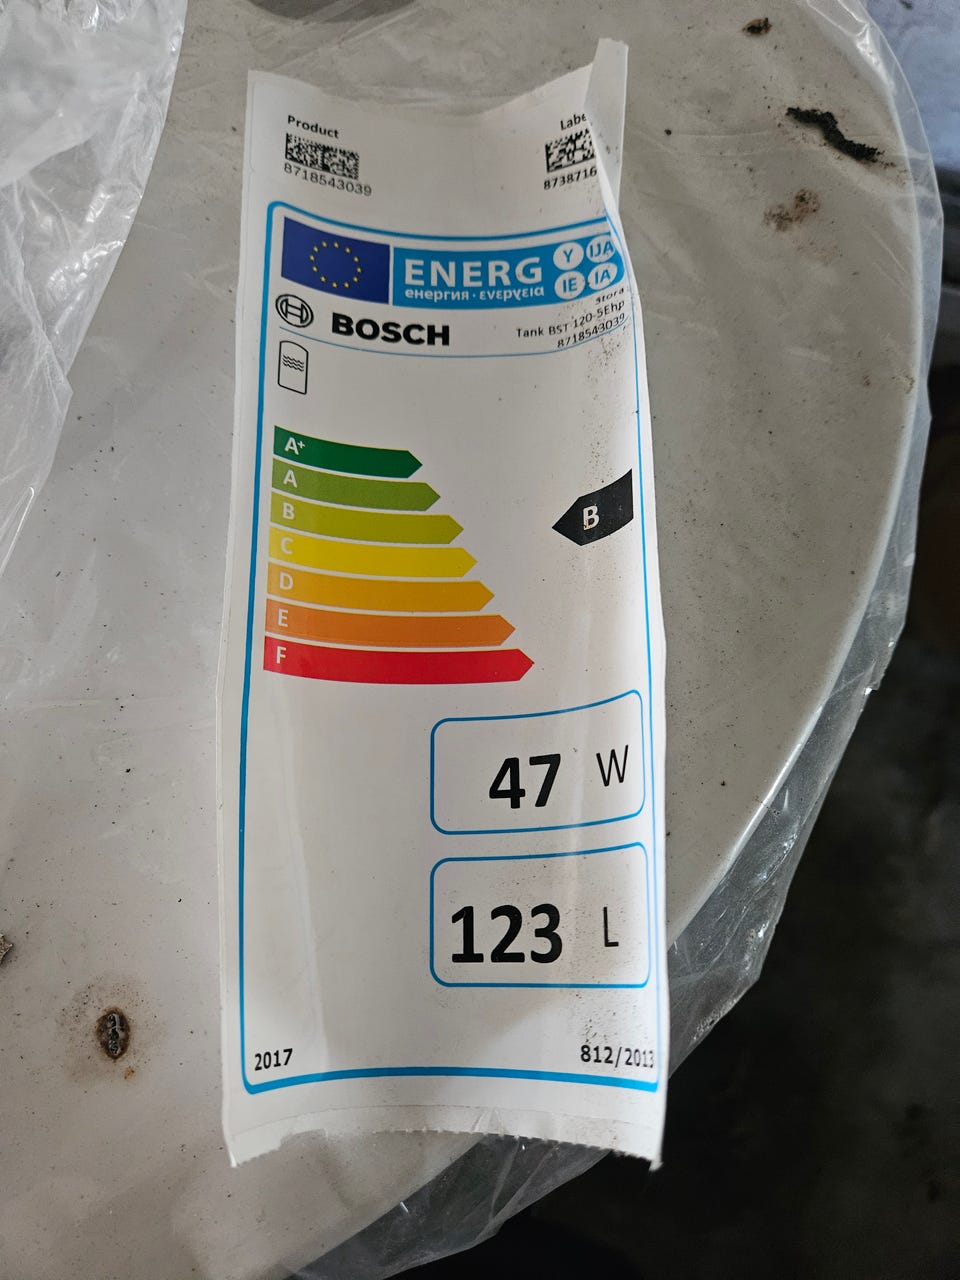 Product
8718543039
Labe
8738716
ENERG
Y
IJA
IE
IA
енергия · ενεργεια
BOSCH
Tank BST 120-5Ehp
8718543039
A+
A
B
C
D
E
F
B
47 W
123 L
2017
812/2013